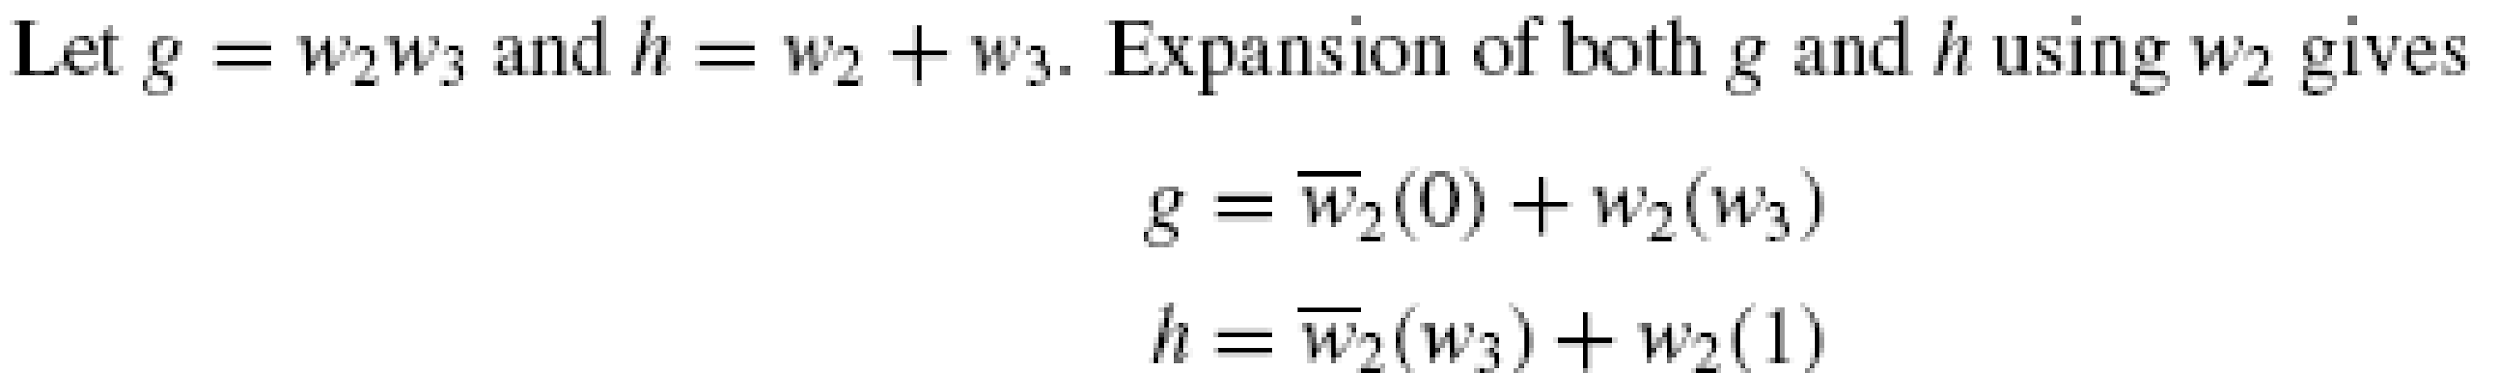 Let g = w₂w₃ and h = w₂ + w₃. Expansion of both g and h using w₂ gives
g = w̅₂(0) + w₂(w₃)
h = w̅₂(w₃) + w₂(1)